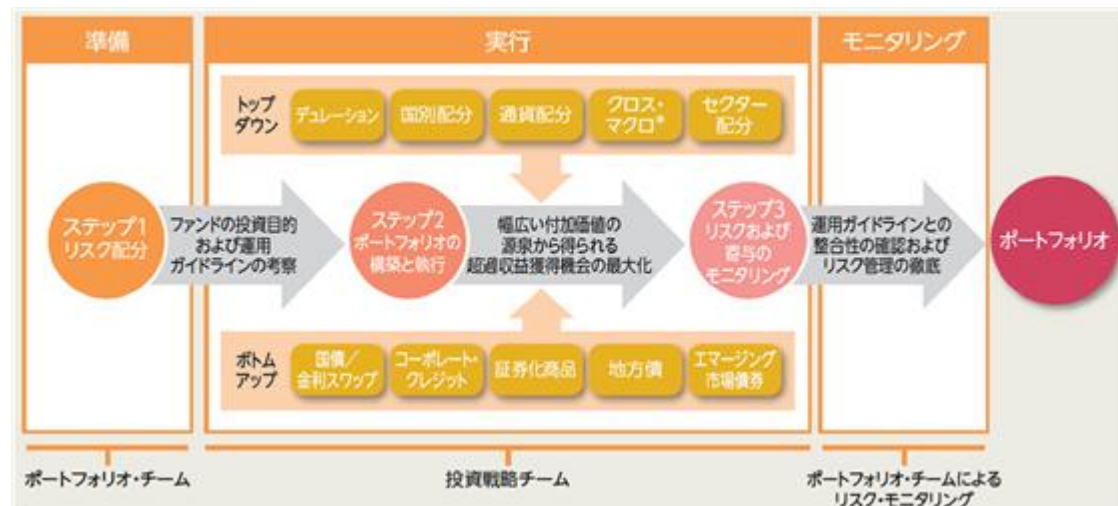 準備
実行
モニタリング
トップ
ダウン
デュレーション
国別配分
通貨配分
クロス・
マクロ*
セクター
配分
ステップ1
リスク配分
ファンドの投資目的
および運用
ガイドラインの考察
ステップ2
ポートフォリオの
構築と執行
幅広い付加価値の
源泉から得られる
超過収益獲得機会の最大化
ステップ3
リスクおよび
寄与の
モニタリング
運用ガイドラインとの
整合性の確認および
リスク管理の徹底
ポートフォリオ
ボトム
アップ
国債/
金利スワップ
コーポレート・
クレジット
証券化商品
地方債
エマージング
市場債券
ポートフォリオ・チーム
投資戦略チーム
ポートフォリオ・チームによる
リスク・モニタリング